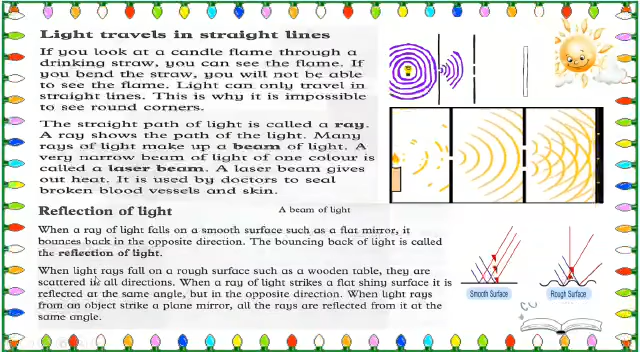 Light travels in straight lines
If you look at a candle flame through a
drinking straw, you can see the flame. If
you bend the straw, you will not be able
to see the flame. Light can only travel in
straight lines. This is why it is impossible
to see round corners.
The straight path of light is called a ray.
A ray shows the path of the light. Many
rays of light make up a beam of light. A
very narrow beam of light of one colour is
called a laser beam. A laser beam gives
out heat. It is used by doctors to seal
broken blood vessels and skin.
Reflection of light
A beam of light
When a ray of light falls on a smooth surface such as a flat mirror, it
bounces back in the opposite direction. The bouncing back of light is called
the reflection of light.
When light rays fall on a rough surface such as a wooden table, they are
scattered in all directions. When a ray of light strikes a flat shiny surface it is
reflected at the same angle, but in the opposite direction. When light rays
from an object strike a plane mirror, all the rays are reflected from it at the
same angle.
Smooth Surface
Rough Surface